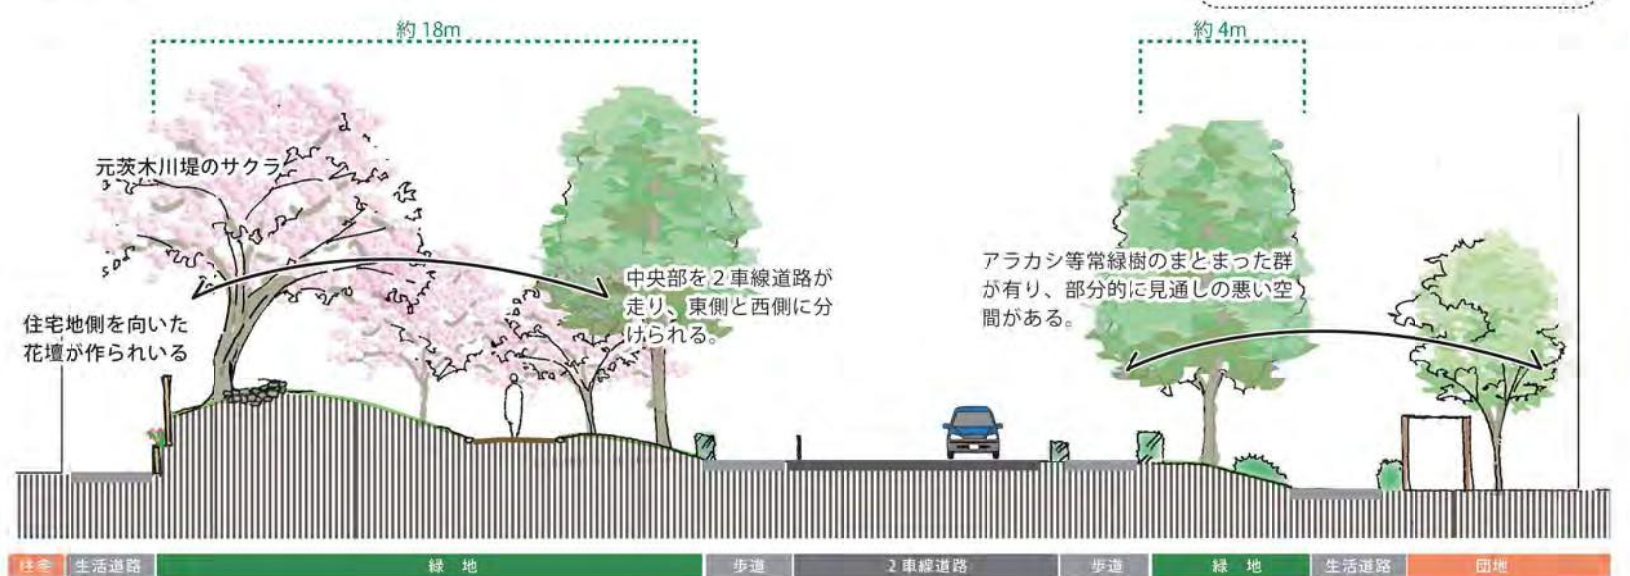 約 18m
約 4m
元茨木川堤のサクラ
中央部を2車線道路が
走り、東側と西側に分
けられる。
アラカシ等常緑樹のまとまった群
が有り、部分的に見通しの悪い空
間がある。
住宅地側を向いた
花壇が作られいる
住宅 生活道路 緑 地 歩道 2車線道路 歩道 緑 地 生活道路 団地